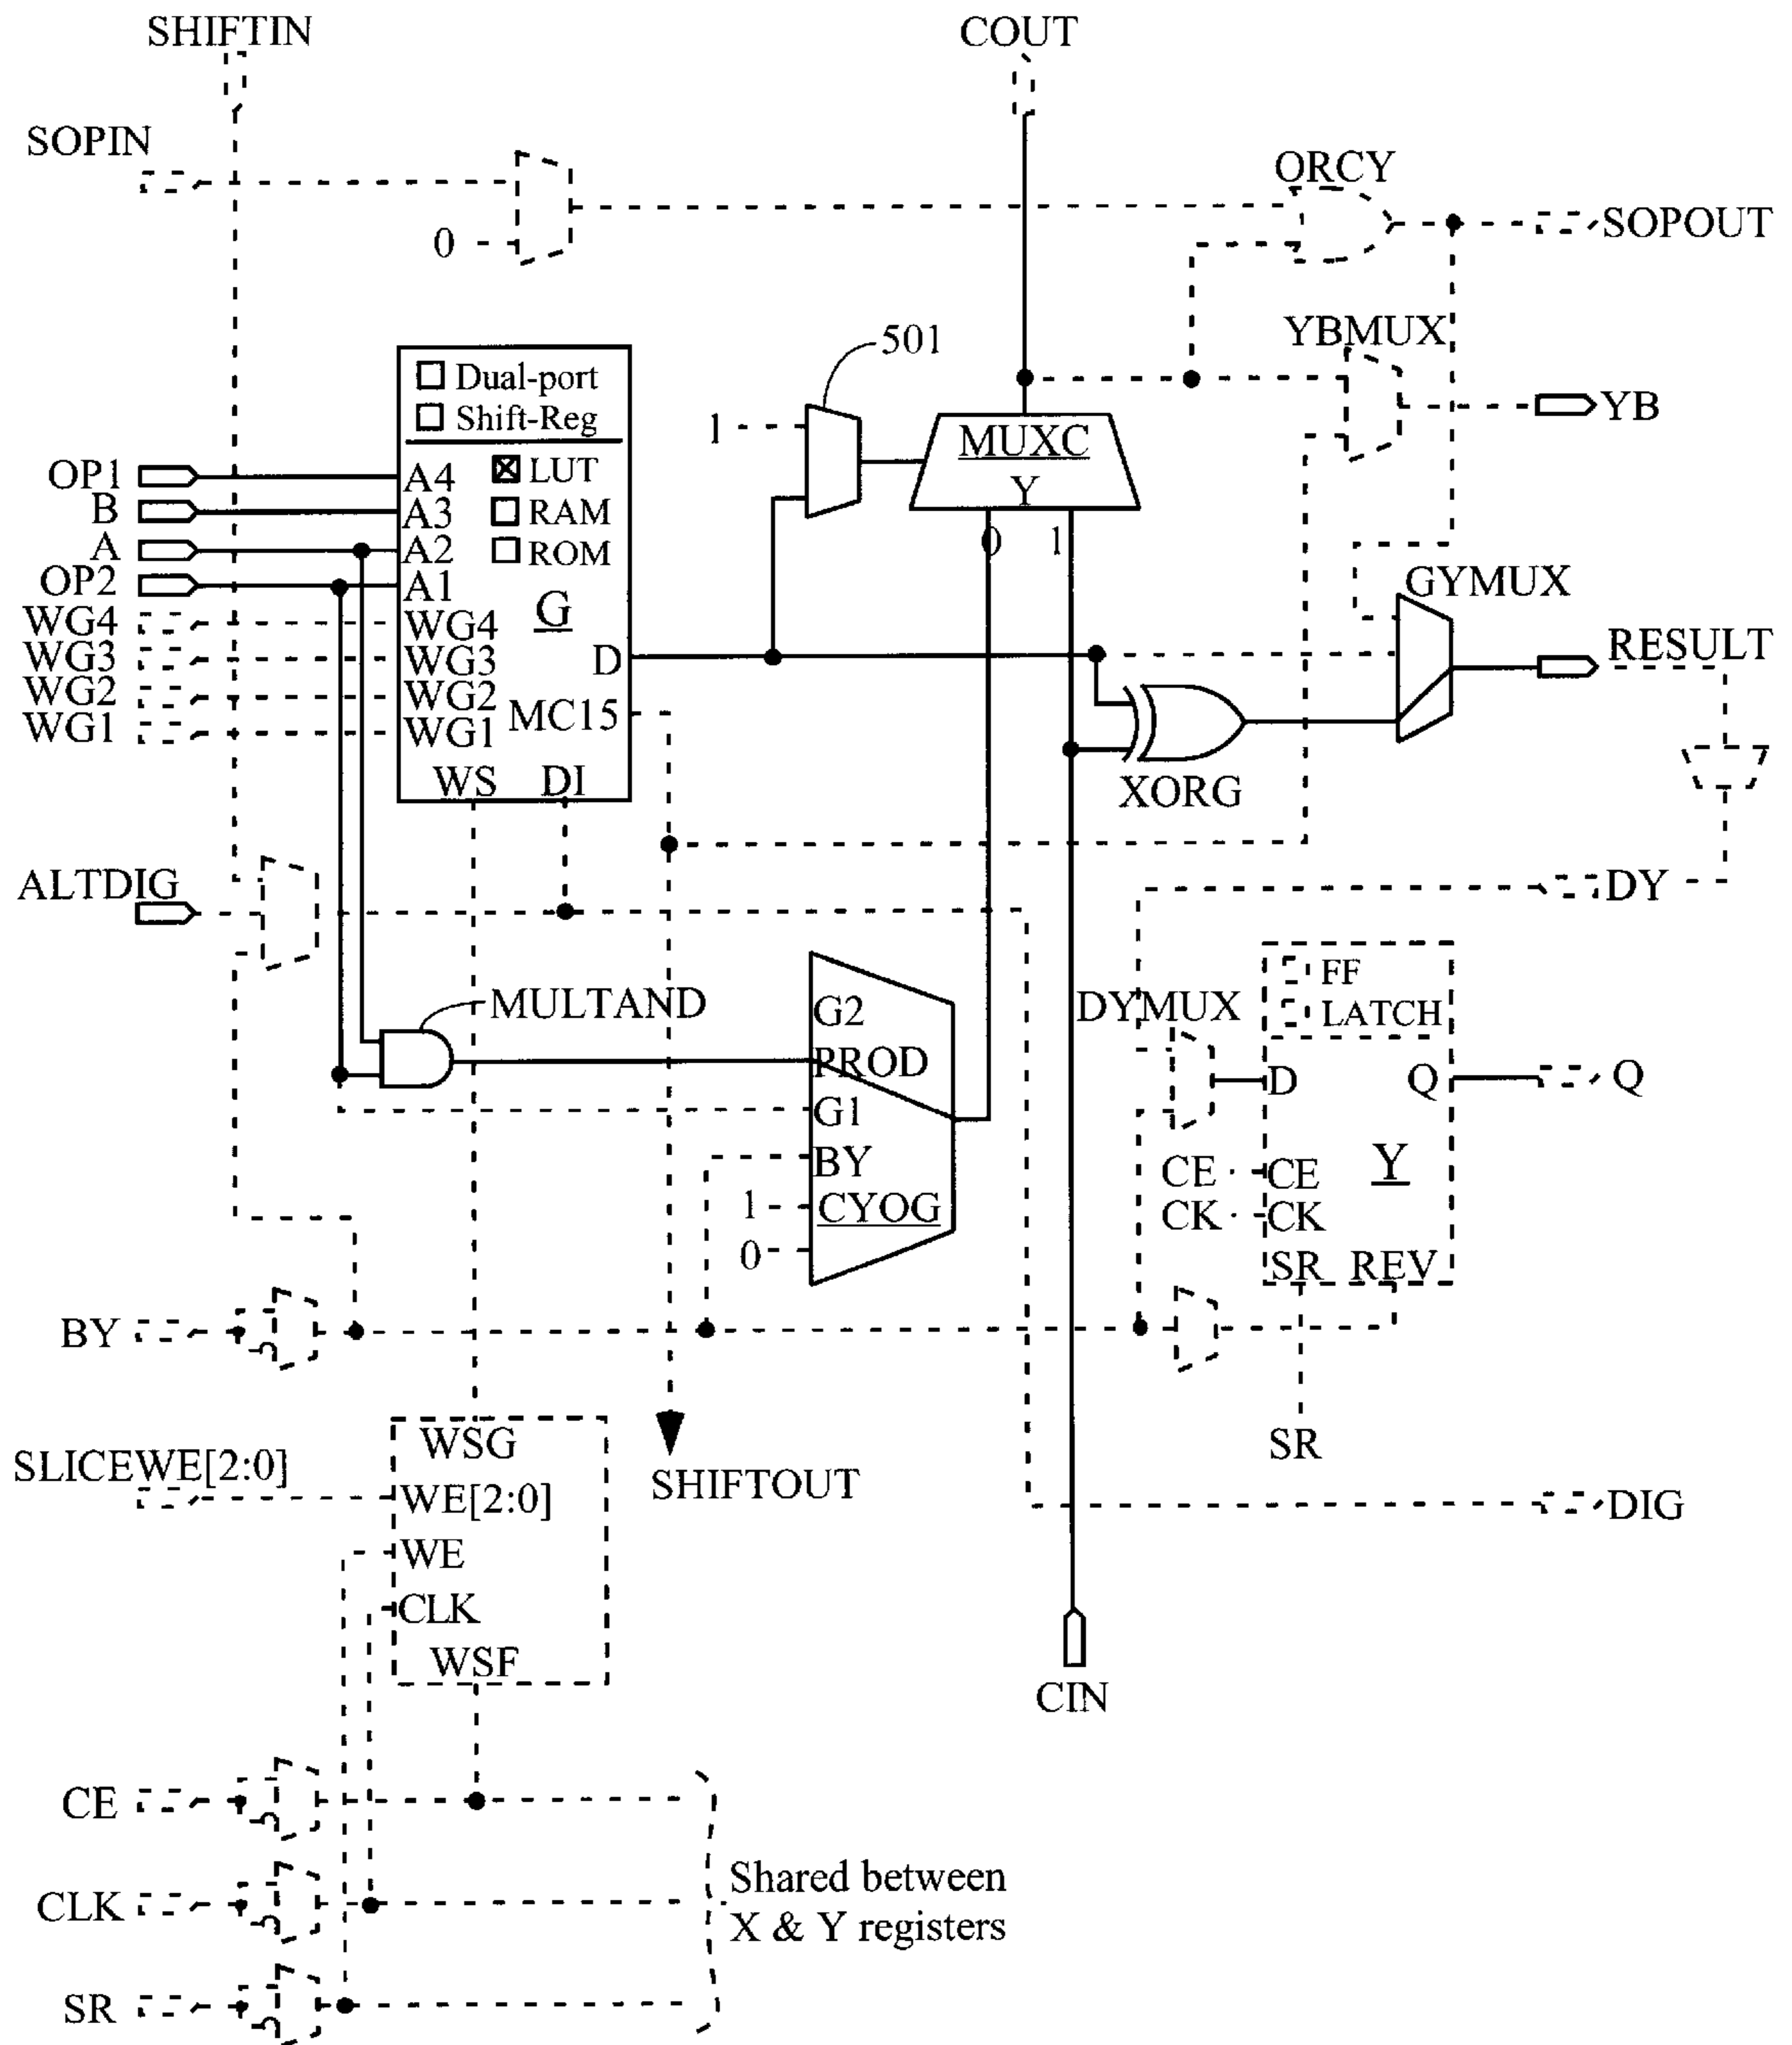 SHIFTIN
COUT
SOPIN
0
ORCY
SOPOUT
501
YBMUX
YB
Dual-port
Shift-Reg
1
MUXC
Y
0 1
OP1
B
A
OP2
WG4
WG3
WG2
WG1
A4
A3
A2
A1
WG4
WG3
WG2
WG1
LUT
RAM
ROM
G
D
MC15
WS DI
GYMUX
RESULT
XORG
ALTDIG
DY
MULTAND
G2
PROD
G1
BY
1
CYOG
0
DYMUX
FF
LATCH
D
Q
Q
CE
CE
Y
CK
CK
SR REV
BY
SR
SLICEWE[2:0]
WSG
WE[2:0]
WE
CLK
WSF
SHIFTOUT
DIG
CIN
CE
CLK
SR
Shared between
X & Y registers